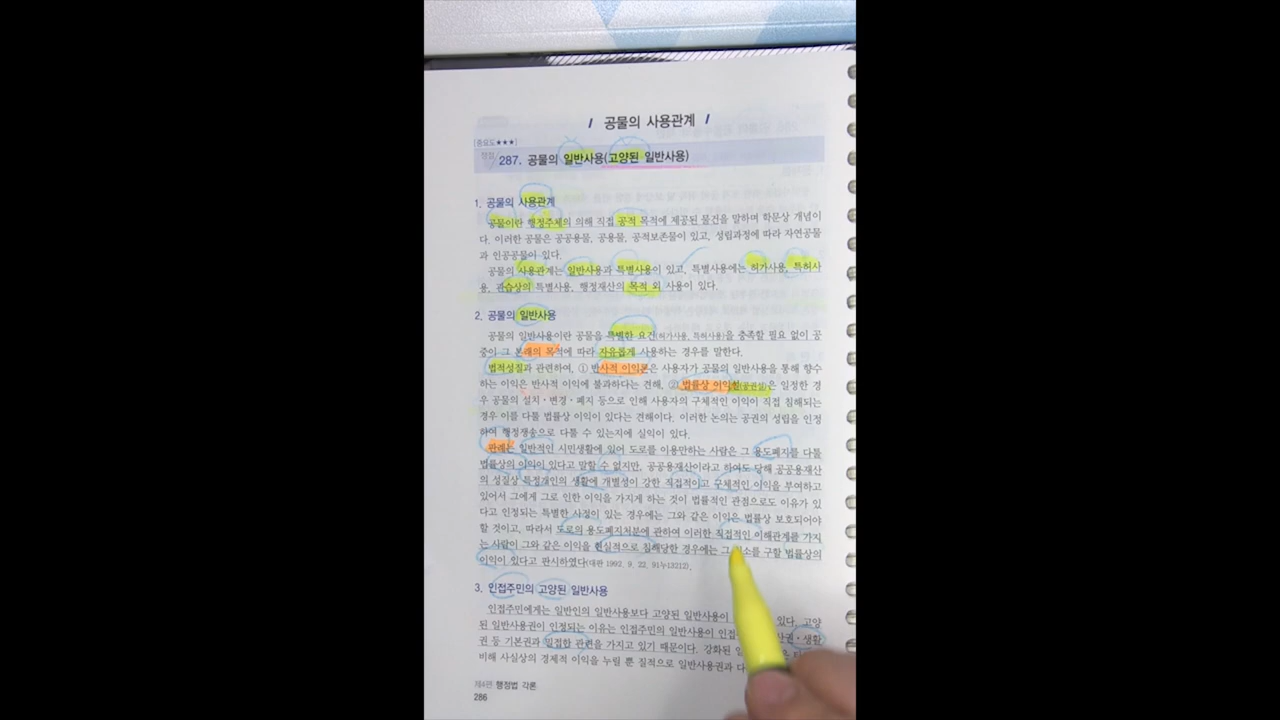 공물의 사용관계
[중요도★★★]
쟁점 287. 공물의 일반사용(고양된 일반사용)
1. 공물의 사용관계
공물이란 행정주체의 의해 직접 공적 목적에 제공된 물건을 말하며 학문상 개념이
다. 이러한 공물은 공공용물, 공용물, 공적보존물이 있고, 성립과정에 따라 자연공물
과 인공공물이 있다.
공물의 사용관계는 일반사용과 특별사용이 있고, 특별사용에는 허가사용, 특허사
용, 관습상의 특별사용, 행정재산의 목적 외 사용이 있다.
2. 공물의 일반사용
공물의 일반사용이란 공물을 특별한 요건(허가사용, 특허사용)을 충족할 필요 없이 공
중이 그 본래의 목적에 따라 자유롭게 사용하는 경우를 말한다.
법적성질과 관련하여, ① 반사적 이익론은 사용자가 공물의 일반사용을 통해 향수
하는 이익은 반사적 이익에 불과하다는 견해, ② 법률상 이익설(공권설)은 일정한 경
우 공물의 설치·변경·폐지 등으로 인해 사용자의 구체적인 이익이 직접 침해되는
경우 이를 다툴 법률상 이익이 있다는 견해이다. 이러한 논의는 공권의 성립을 인정
하여 행정쟁송으로 다툴 수 있는지에 실익이 있다.
판례는 일반적인 시민생활에 있어 도로를 이용만하는 사람은 그 용도폐지를 다툴
법률상의 이익이 있다고 말할 수 없지만, 공공용재산이라고 하여도 당해 공공용재산
의 성질상 특정개인의 생활에 개별성이 강한 직접적이고 구체적인 이익을 부여하고
있어서 그에게 그로 인한 이익을 가지게 하는 것이 법률적인 관점으로도 이유가 있
다고 인정되는 특별한 사정이 있는 경우에는 그와 같은 이익은 법률상 보호되어야
할 것이고, 따라서 도로의 용도폐지처분에 관하여 이러한 직접적인 이해관계를 가지
는 사람이 그와 같은 이익을 현실적으로 침해당한 경우에는 그 취소를 구할 법률상의
이익이 있다고 판시하였다(대판 1992. 9. 22, 91누13212).
3. 인접주민의 고양된 일반사용
인접주민에게는 일반인의 일반사용보다 고양된 일반사용이 있다. 고양
된 일반사용권이 인정되는 이유는 인접주민의 일반사용이 산권·생활
권 등 기본권과 밀접한 관련을 가지고 있기 때문이다. 강화된
비해 사실상의 경제적 이익을 누릴 뿐 질적으로 일반사용권과
제6편 행정법 각론
286